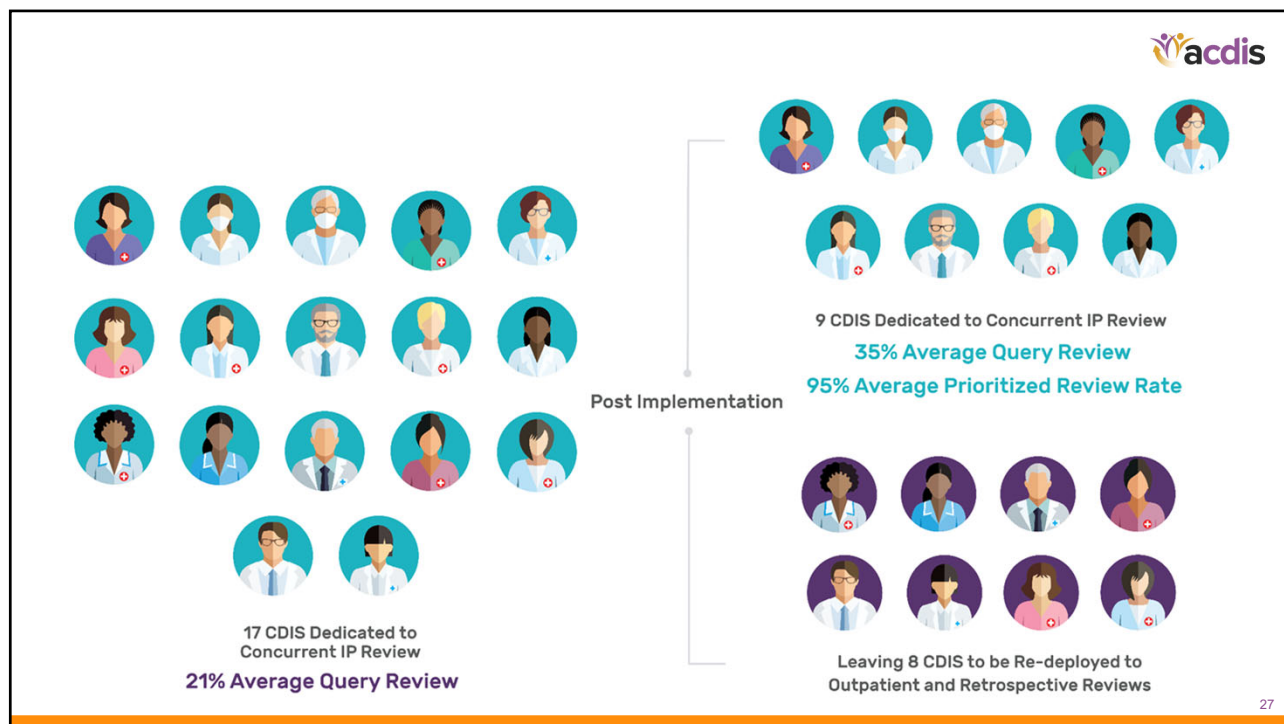 acdis
17 CDIS Dedicated to
Concurrent IP Review
21% Average Query Review
Post Implementation
9 CDIS Dedicated to Concurrent IP Review
35% Average Query Review
95% Average Prioritized Review Rate
Leaving 8 CDIS to be Re-deployed to
Outpatient and Retrospective Reviews
27